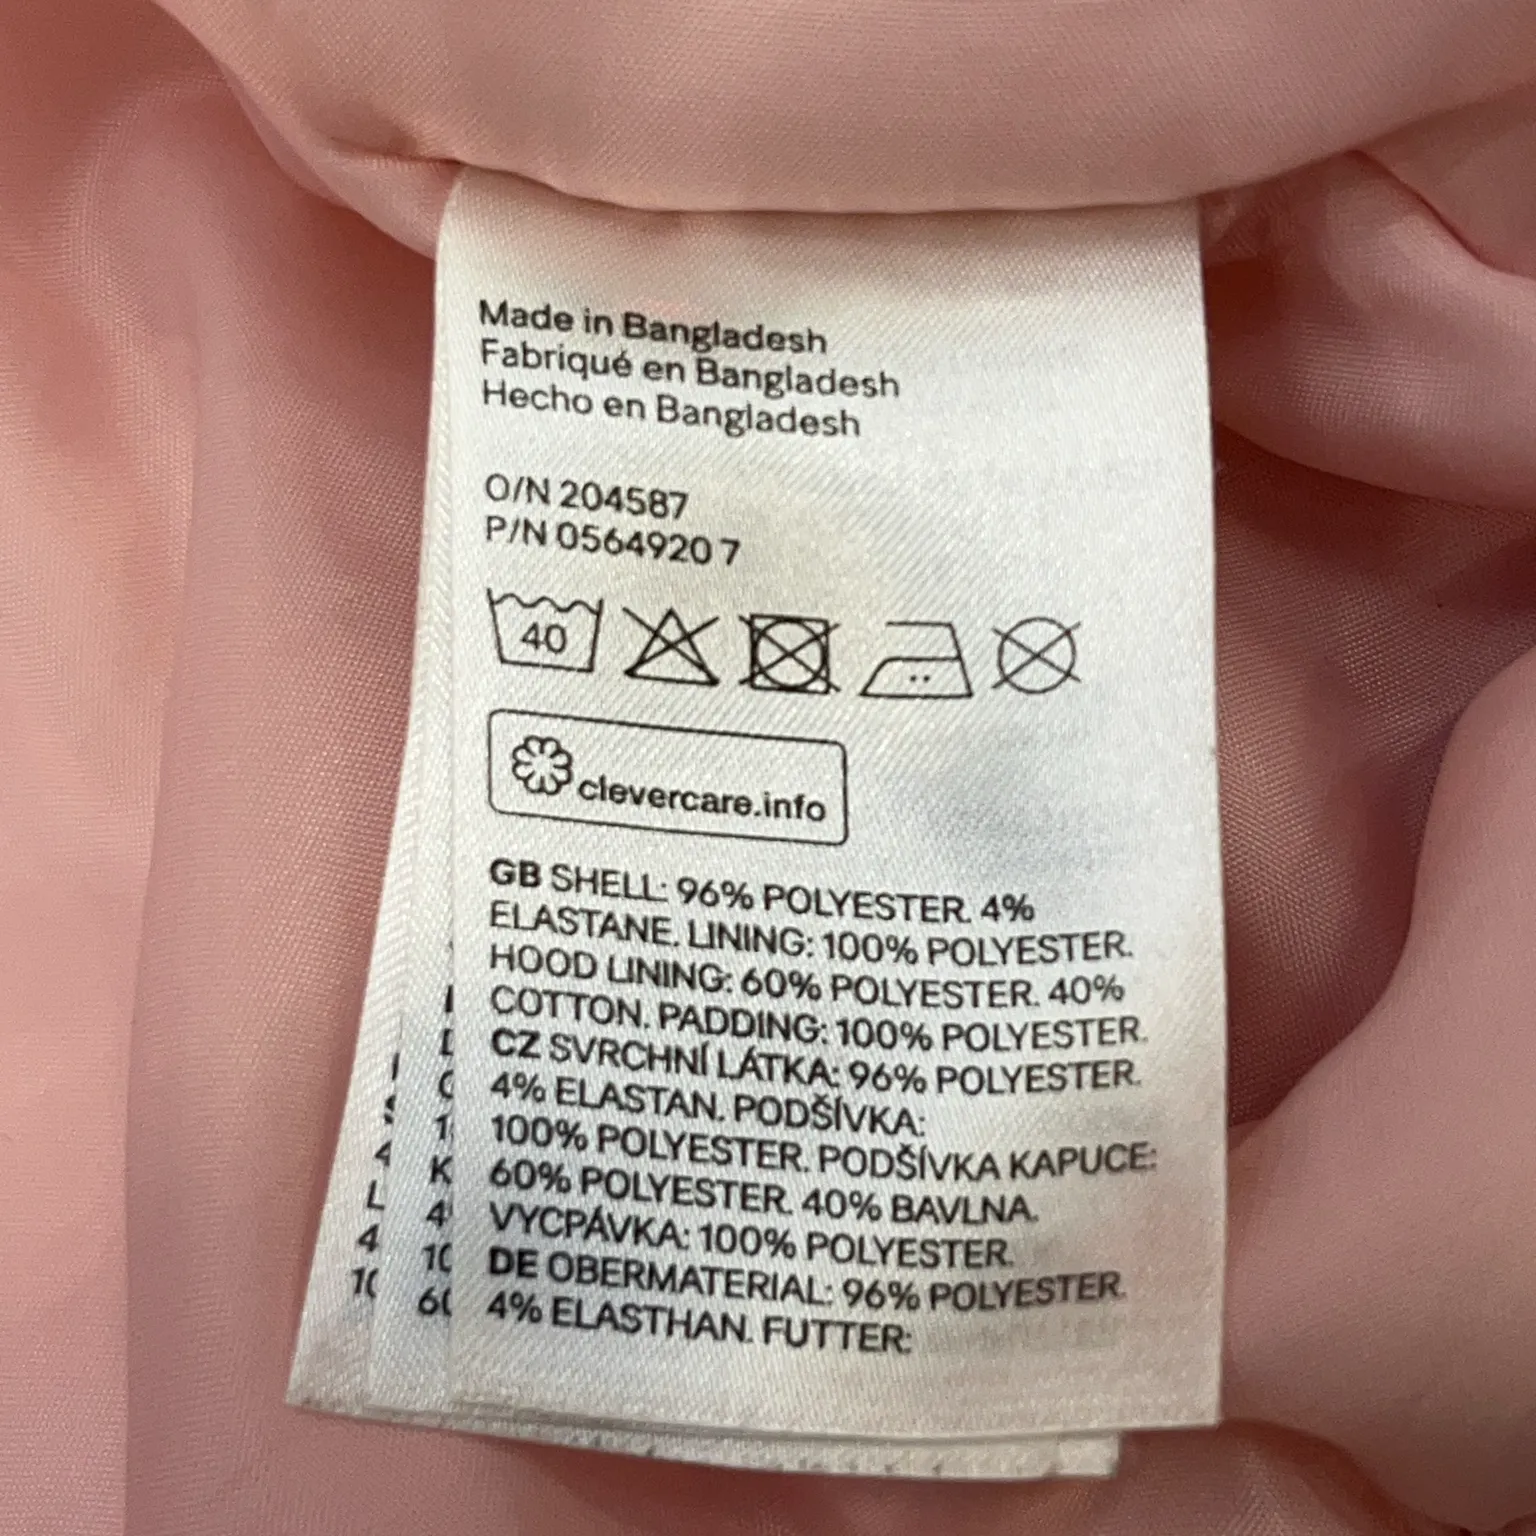 Made in Bangladesh
Fabriqué en Bangladesh
Hecho en Bangladesh
O/N 204587
P/N 0564920 7
40
clevercare.info
GB SHELL: 96% POLYESTER. 4%
ELASTANE. LINING: 100% POLYESTER.
HOOD LINING: 60% POLYESTER. 40%
COTTON. PADDING: 100% POLYESTER.
CZ SVRCHNÍ LÁTKA: 96% POLYESTER.
4% ELASTAN. PODŠÍVKA:
100% POLYESTER. PODŠÍVKA KAPUCE:
60% POLYESTER. 40% BAVLNA.
VYCPÁVKA: 100% POLYESTER.
DE OBERMATERIAL: 96% POLYESTER.
4% ELASTHAN. FUTTER: